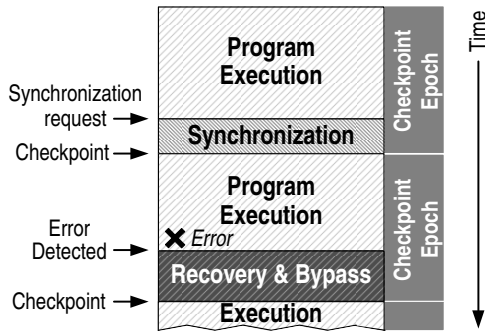 Program
Execution
Synchronization
request
Synchronization
Checkpoint
Program
Execution
Error
Error
Detected
Recovery & Bypass
Checkpoint
Execution
Checkpoint
Epoch
Checkpoint
Epoch
Time